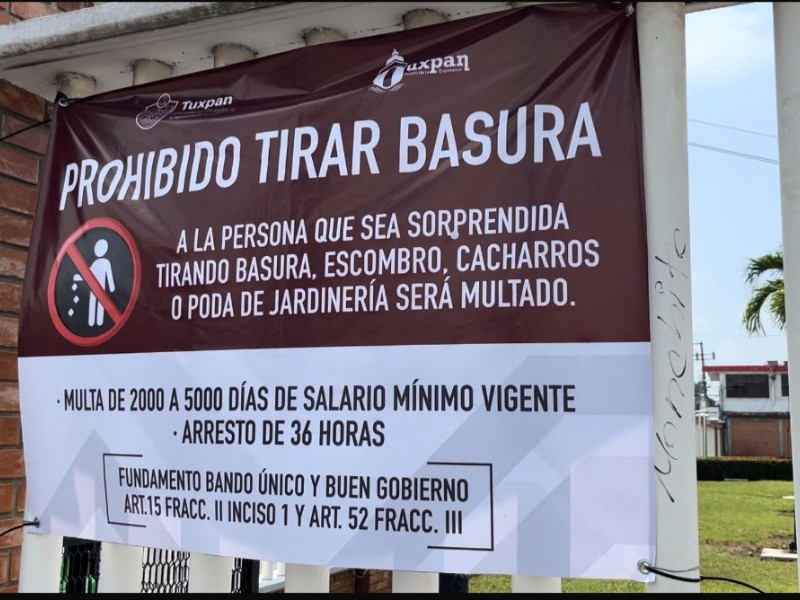 Tuxpan
Tuxpan
PROHIBIDO TIRAR BASURA
A LA PERSONA QUE SEA SORPRENDIDA
TIRANDO BASURA, ESCOMBRO, CACHARROS
O PODA DE JARDINERÍA SERÁ MULTADO.
· MULTA DE 2000 A 5000 DÍAS DE SALARIO MÍNIMO VIGENTE
· ARRESTO DE 36 HORAS
FUNDAMENTO BANDO ÚNICO Y BUEN GOBIERNO
ART.15 FRACC. II INCISO 1 Y ART. 52 FRACC. III